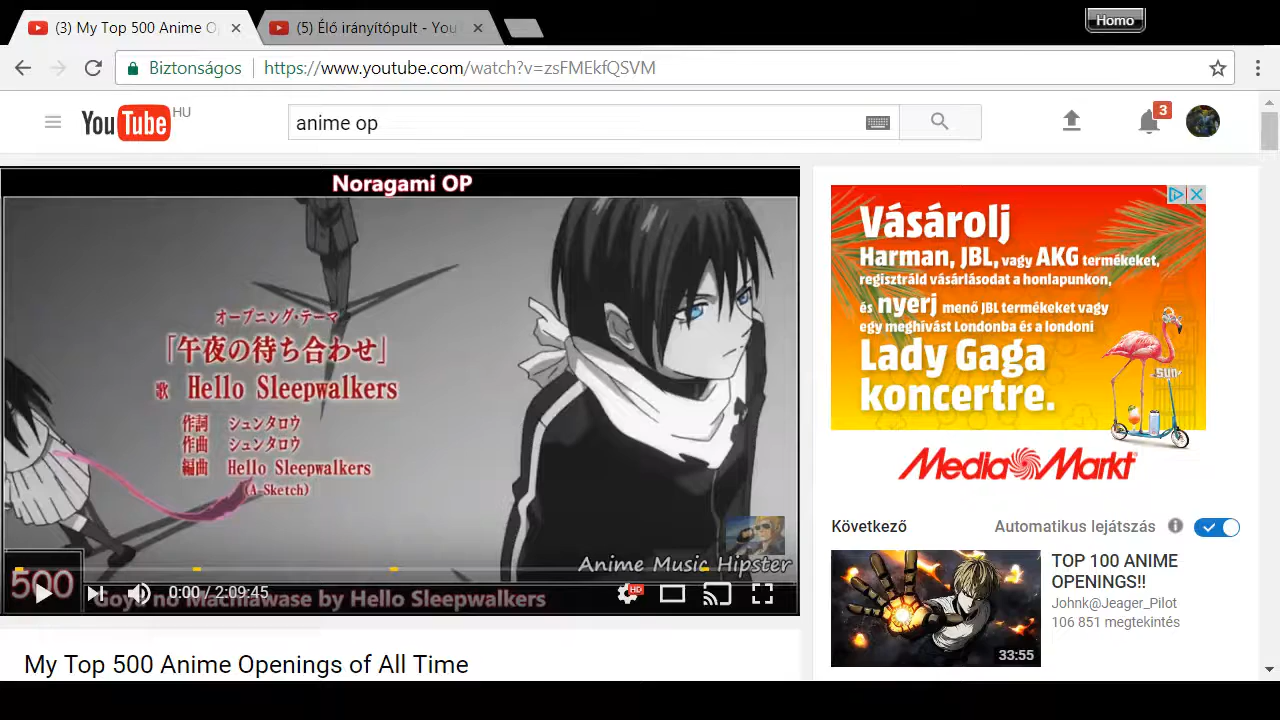 (3) My Top 500 Anime O
(5) Élő irányítópult - You
Homo
Biztonságos
https://www.youtube.com/watch?v=zsFMEkfQSVM
YouTube HU
anime op
3
Noragami OP
オープニング・テーマ
「午夜の待ち合わせ」
歌 Hello Sleepwalkers
作詞 シュンタロウ
作曲 シュンタロウ
編曲 Hello Sleepwalkers
(A-Sketch)
Anime Music Hipster
500
0:00 / 2:09:45
HD
Goya no Machiawase by Hello Sleepwalkers
My Top 500 Anime Openings of All Time
Vásárolj
Harman, JBL, vagy AKG termékeket,
regisztráld vásárlásodat a honlapunkon,
és nyerj menő JBL termékeket vagy
egy meghívást Londonba és a londoni
Lady Gaga
koncertre.
sun
Media Markt
Következő
Automatikus lejátszás
TOP 100 ANIME
OPENINGS!!
Johnk@Jeager_Pilot
106 851 megtekintés
33:55